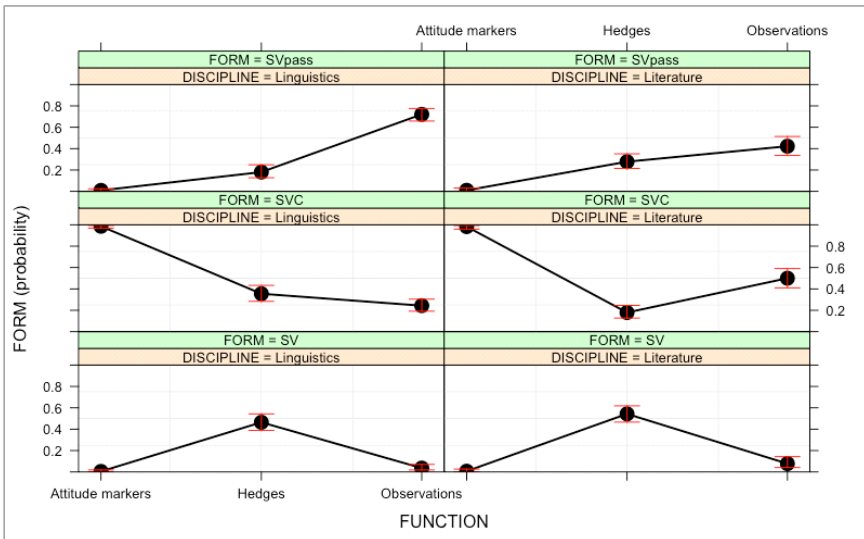 Attitude markers Hedges Observations
FORM = SVpass FORM = SVpass
DISCIPLINE = Linguistics DISCIPLINE = Literature
0.8
0.6
0.4
0.2
FORM = SVC FORM = SVC
DISCIPLINE = Linguistics DISCIPLINE = Literature
0.8
0.6
0.4
0.2
FORM = SV FORM = SV
DISCIPLINE = Linguistics DISCIPLINE = Literature
0.8
0.6
0.4
0.2
FORM (probability)
Attitude markers Hedges Observations
FUNCTION